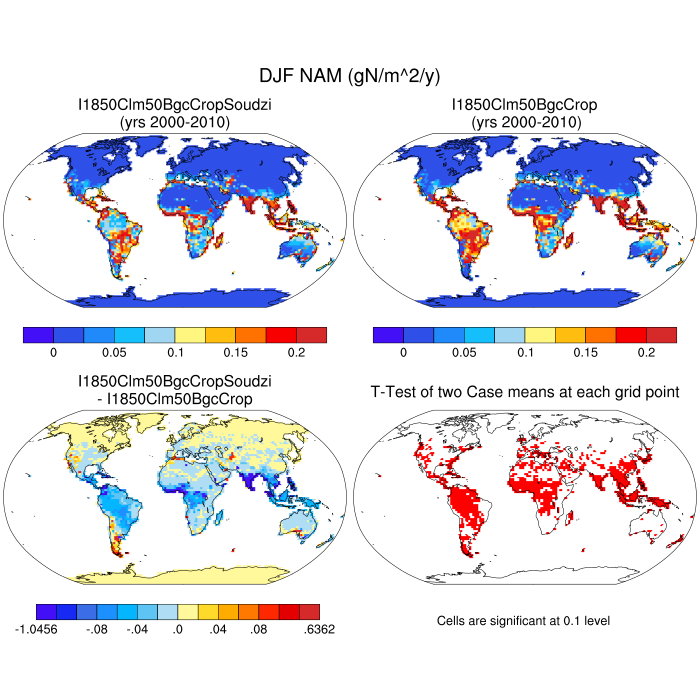 DJF NAM (gN/m^2/y)
I1850Clm50BgcCropSoudzi
(yrs 2000-2010)
I1850Clm50BgcCrop
(yrs 2000-2010)
0 0.05 0.1 0.15 0.2
0 0.05 0.1 0.15 0.2
I1850Clm50BgcCropSoudzi
- I1850Clm50BgcCrop
T-Test of two Case means at each grid point
-1.0456 -.08 -.04 .0 .04 .08 .6362
Cells are significant at 0.1 level